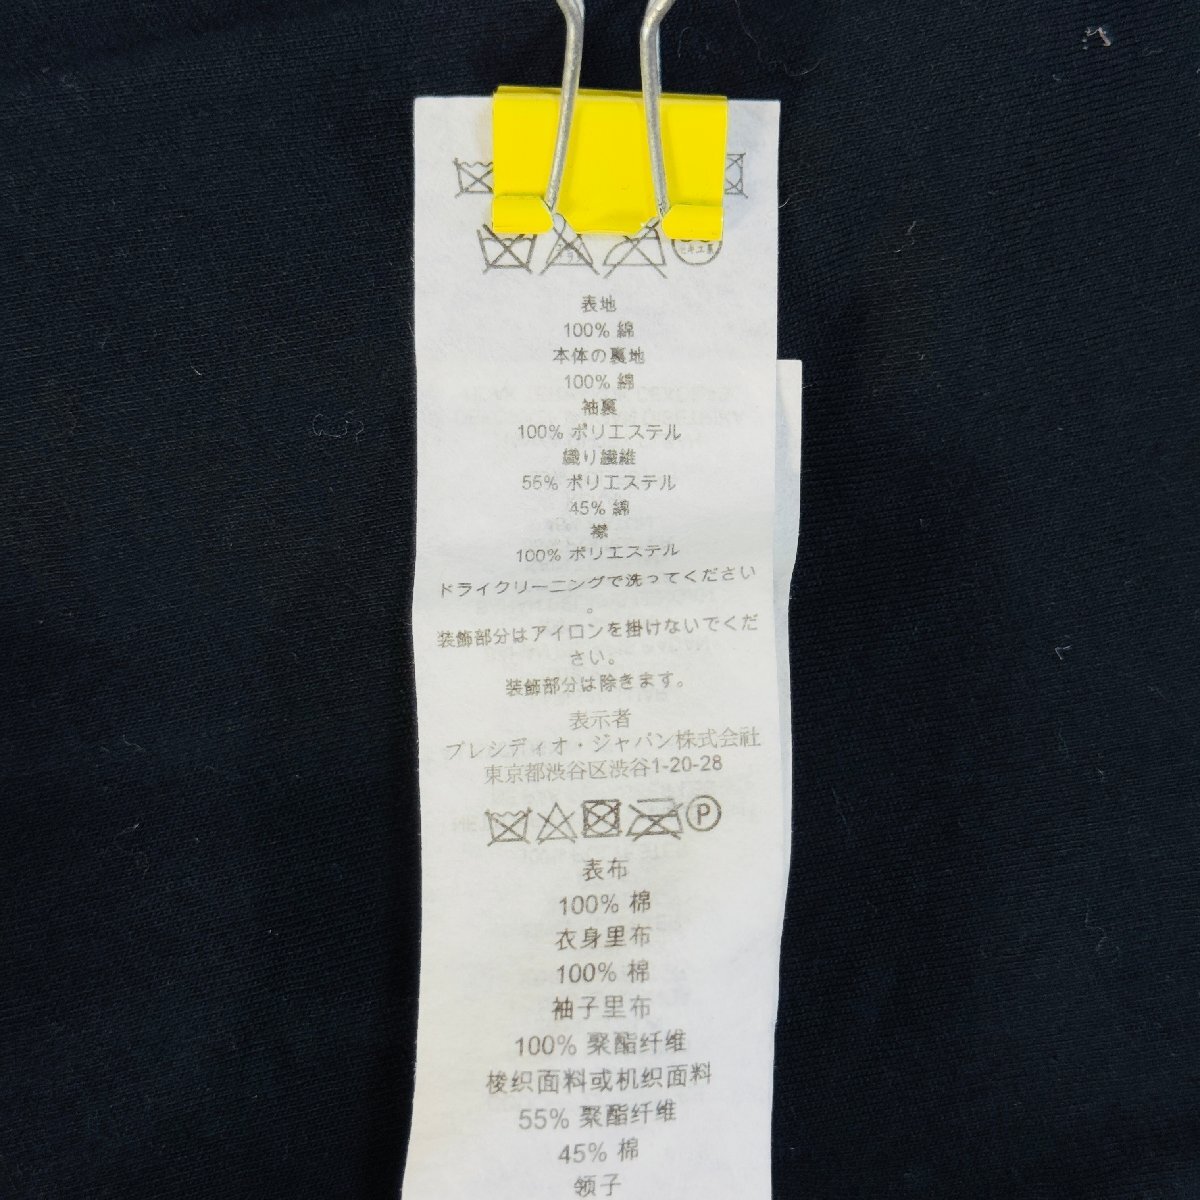 セキユ系
表地
100% 綿
本体の裏地
100% 綿
袖裏
100% ポリエステル
織り繊維
55% ポリエステル
45% 綿
襟
100% ポリエステル
ドライクリーニングで洗ってください
。
装飾部分はアイロンを掛けないでくだ
さい。
装飾部分は除きます。
表示者
プレシディオ・ジャパン株式会社
東京都渋谷区渋谷1-20-28
P
表布
100% 棉
衣身里布
100% 棉
袖子里布
100% 聚酯纤维
梭织面料或机织面料
55% 聚酯纤维
45% 棉
领子